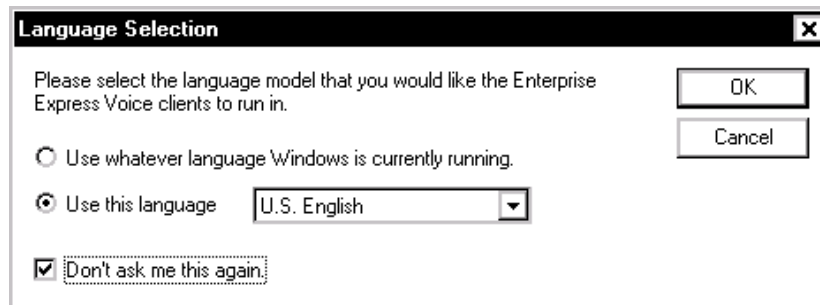 Language Selection
Please select the language model that you would like the Enterprise
Express Voice clients to run in.
OK
Cancel
Use whatever language Windows is currently running.
Use this language
U.S. English
Don't ask me this again.